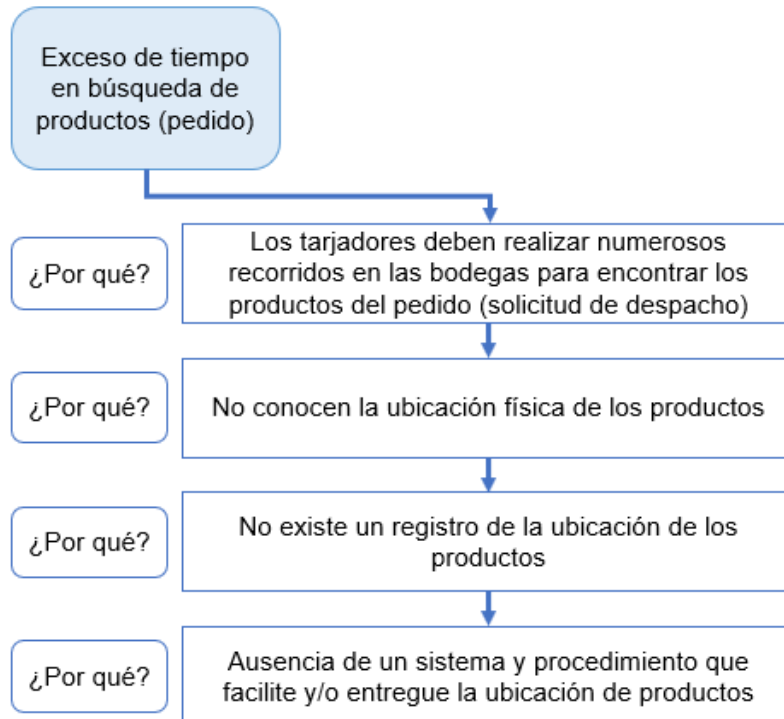 Exceso de tiempo
en búsqueda de
productos (pedido)
¿Por qué?
Los tarjadores deben realizar numerosos
recorridos en las bodegas para encontrar los
productos del pedido (solicitud de despacho)
¿Por qué?
No conocen la ubicación física de los productos
¿Por qué?
No existe un registro de la ubicación de los
productos
¿Por qué?
Ausencia de un sistema y procedimiento que
facilite y/o entregue la ubicación de productos